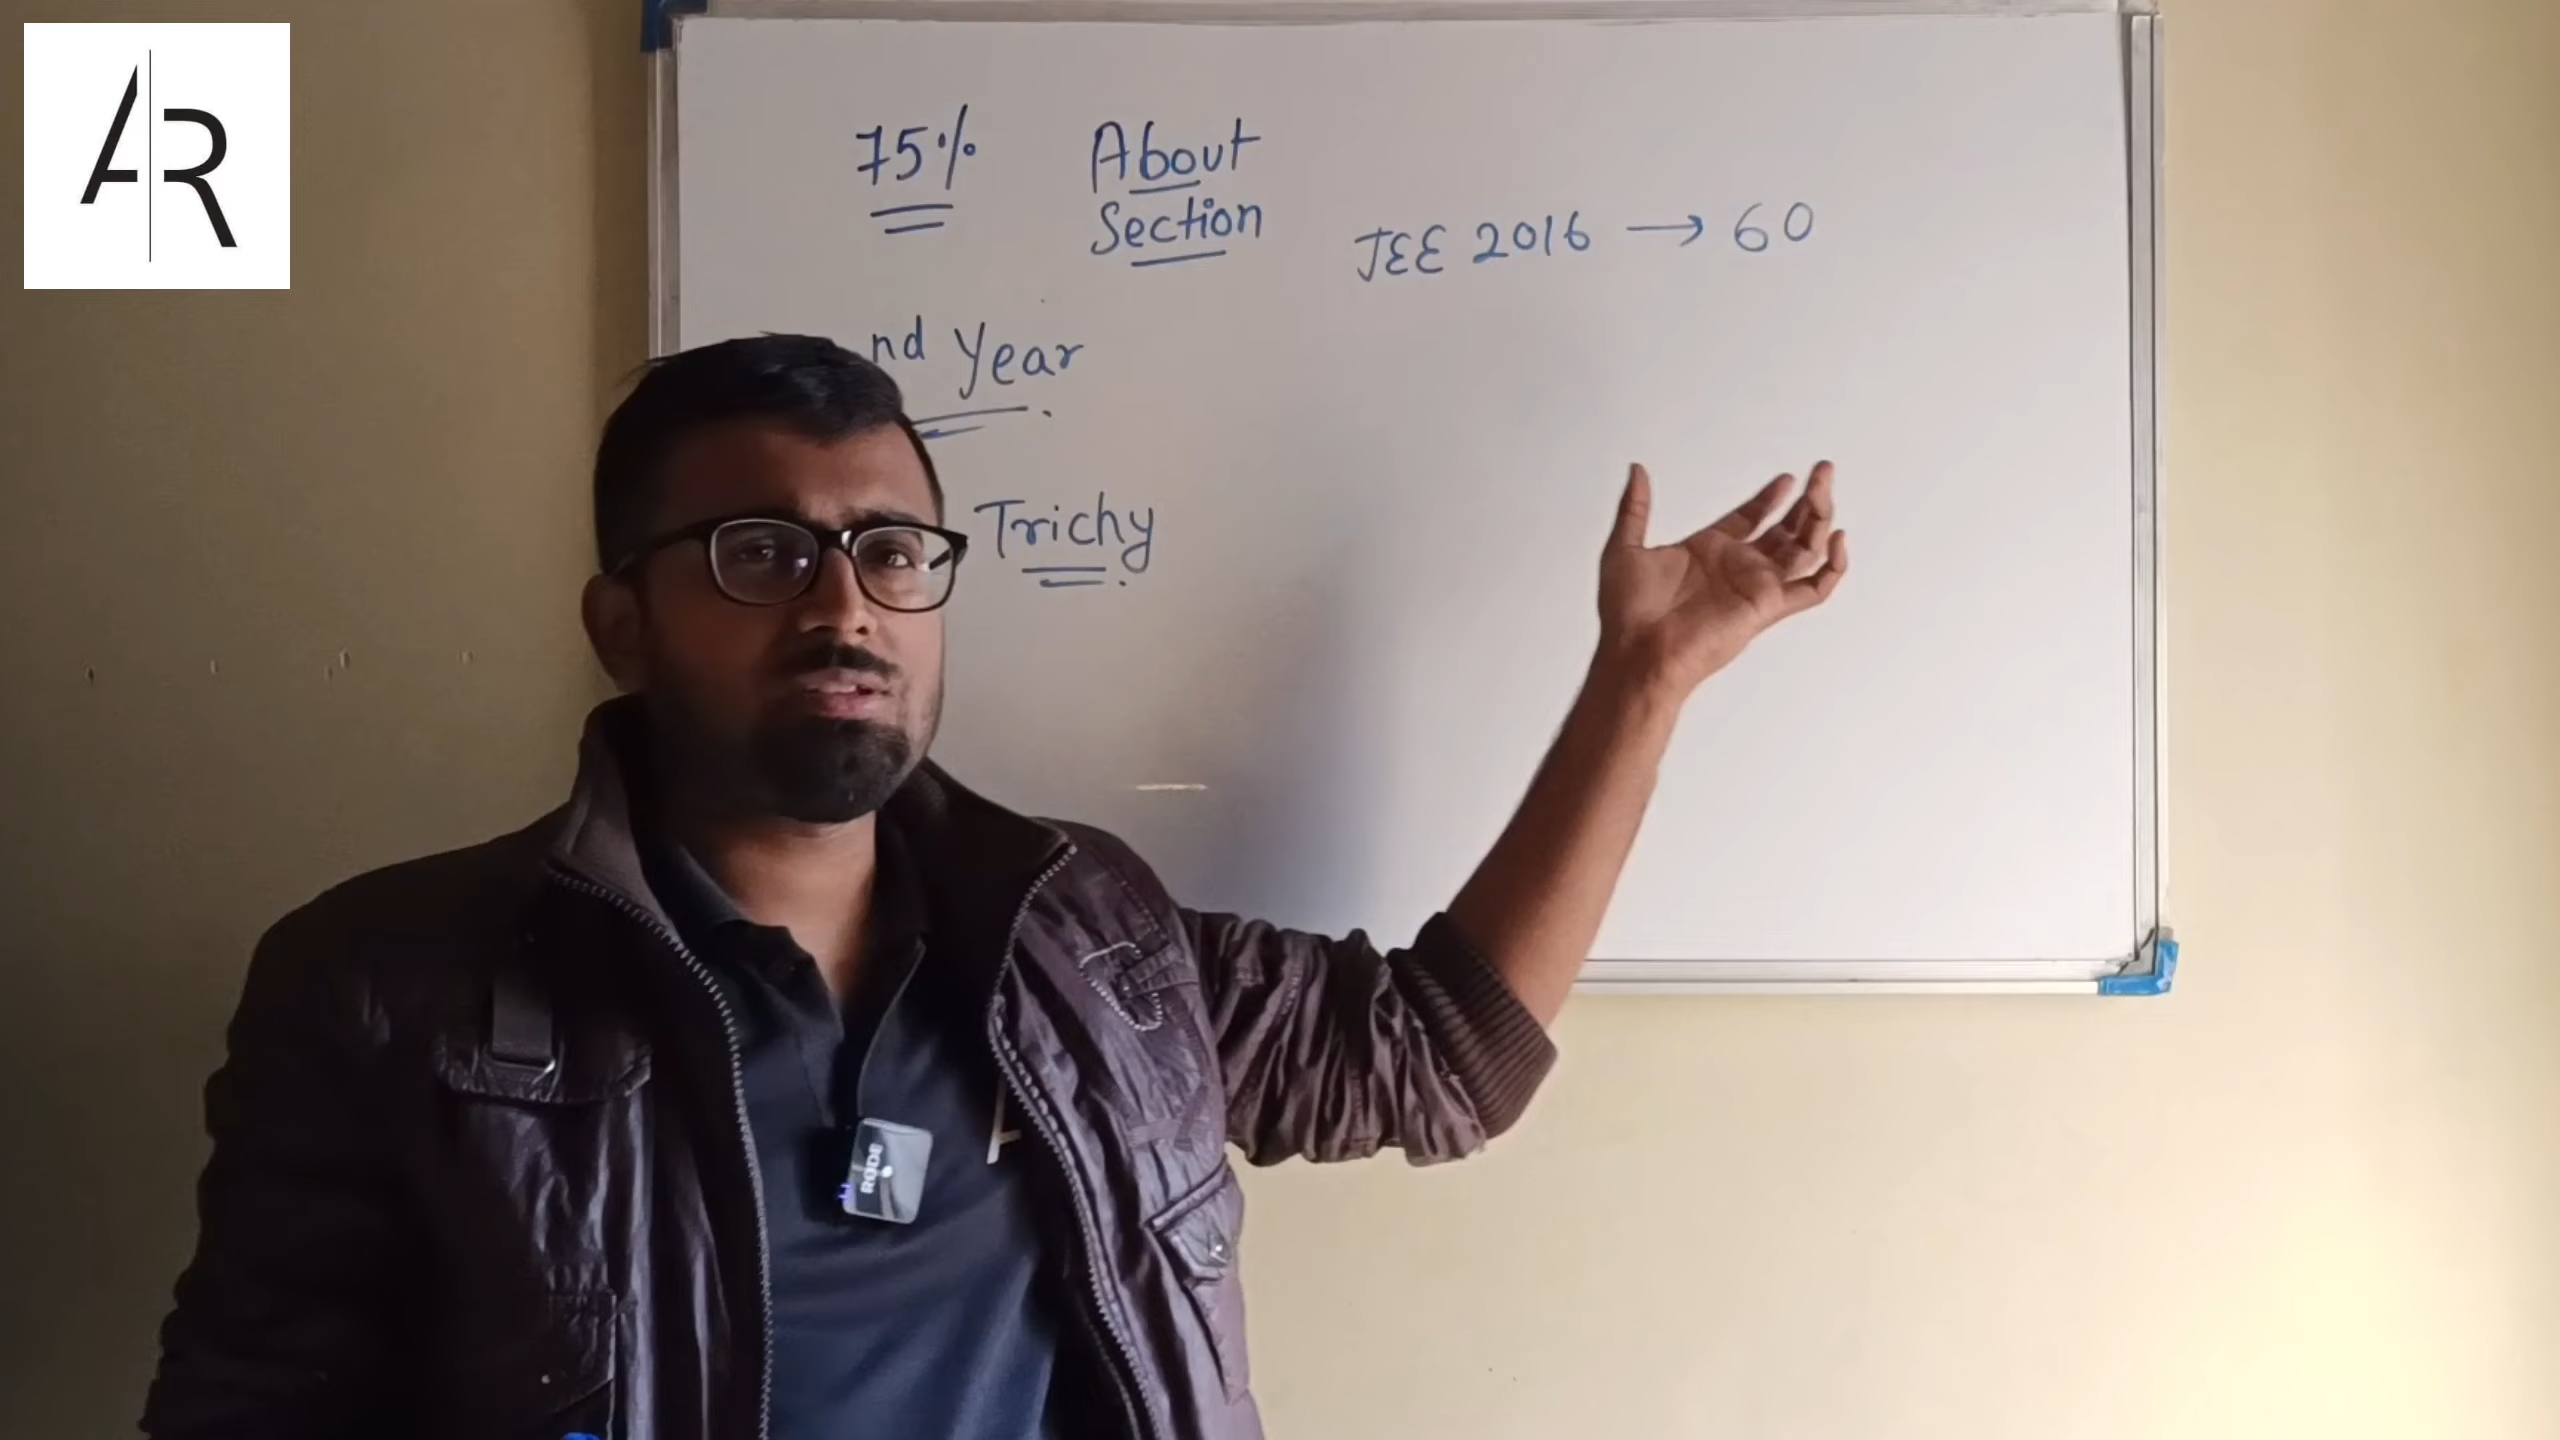 AR
75%
About
Section
JEE 2016 → 60
nd Year
Trichy
RODE